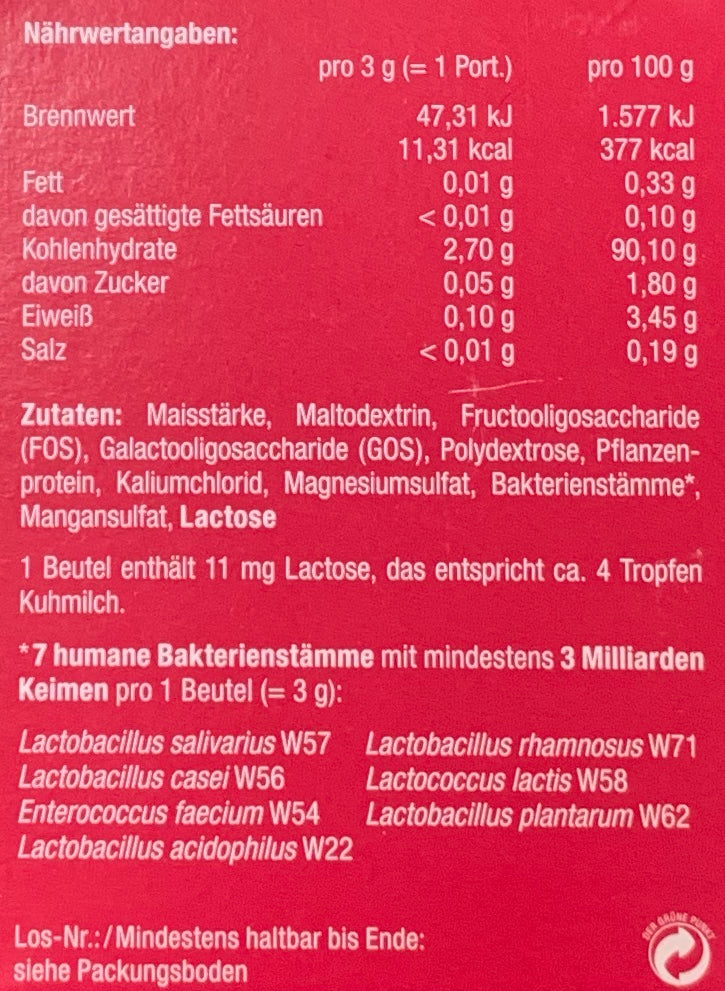 Nährwertangaben:
pro 3 g (= 1 Port.) pro 100 g
Brennwert 47,31 kJ 1.577 kJ
11,31 kcal 377 kcal
Fett 0,01 g 0,33 g
davon gesättigte Fettsäuren < 0,01 g 0,10 g
Kohlenhydrate 2,70 g 90,10 g
davon Zucker 0,05 g 1,80 g
Eiweiß 0,10 g 3,45 g
Salz < 0,01 g 0,19 g
Zutaten: Maisstärke, Maltodextrin, Fructooligosaccharide
(FOS), Galactooligosaccharide (GOS), Polydextrose, Pflanzen-
protein, Kaliumchlorid, Magnesiumsulfat, Bakterienstämme*,
Mangansulfat, Lactose
1 Beutel enthält 11 mg Lactose, das entspricht ca. 4 Tropfen
Kuhmilch.
*7 humane Bakterienstämme mit mindestens 3 Milliarden
Keimen pro 1 Beutel (= 3 g):
Lactobacillus salivarius W57 Lactobacillus rhamnosus W71
Lactobacillus casei W56 Lactococcus lactis W58
Enterococcus faecium W54 Lactobacillus plantarum W62
Lactobacillus acidophilus W22
Los-Nr.:/Mindestens haltbar bis Ende:
siehe Packungsboden
DER GRÜNE PUNKT